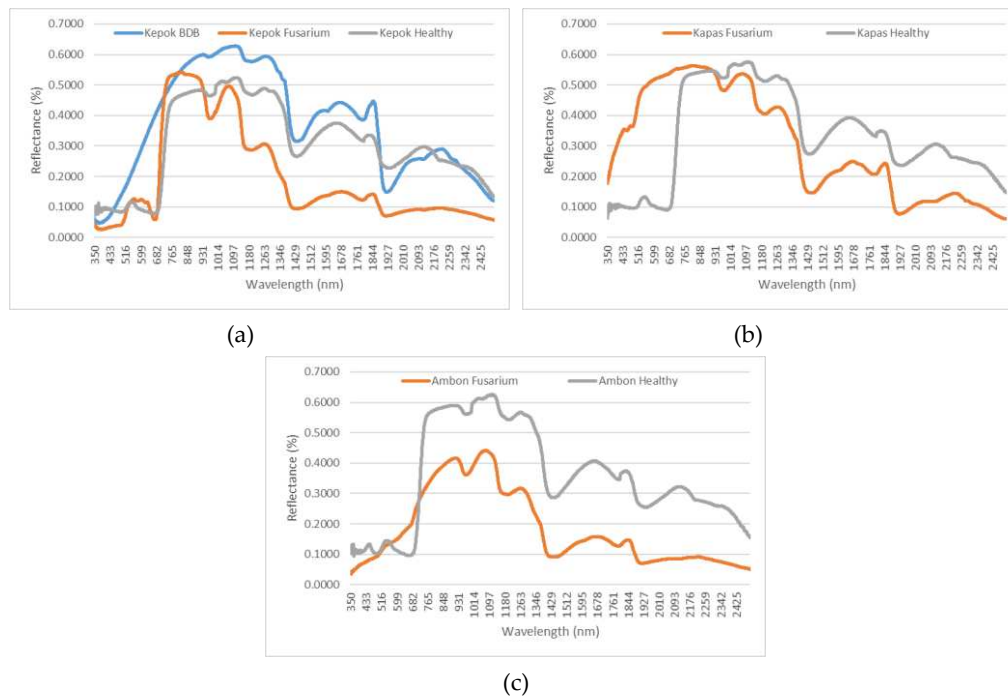 Kepok BDB Kepok Fusarium Kepok Healthy
Reflectance (%)
0.7000
0.6000
0.5000
0.4000
0.3000
0.2000
0.1000
0.0000
350 433 516 599 682 765 848 931 1014 1097 1180 1263 1346 1429 1512 1595 1678 1761 1844 1927 2010 2093 2176 2259 2342 2425
Wavelength (nm)
(a)
Kapas Fusarium Kapas Healthy
Reflectance (%)
0.7000
0.6000
0.5000
0.4000
0.3000
0.2000
0.1000
0.0000
350 433 516 599 682 765 848 931 1014 1097 1180 1263 1346 1429 1512 1595 1678 1761 1844 1927 2010 2093 2176 2259 2342 2425
Wavelength (nm)
(b)
Ambon Fusarium Ambon Healthy
Reflectance (%)
0.7000
0.6000
0.5000
0.4000
0.3000
0.2000
0.1000
0.0000
350 433 516 599 682 765 848 931 1014 1097 1180 1263 1346 1429 1512 1595 1678 1761 1844 1927 2010 2093 2176 2259 2342 2425
Wavelength (nm)
(c)